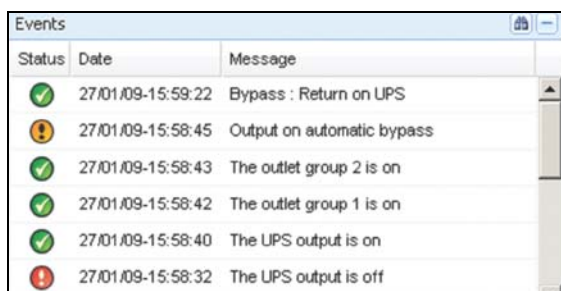 Events
Status Date Message
27/01/09-15:59:22 Bypass : Return on UPS
27/01/09-15:58:45 Output on automatic bypass
27/01/09-15:58:43 The outlet group 2 is on
27/01/09-15:58:42 The outlet group 1 is on
27/01/09-15:58:40 The UPS output is on
27/01/09-15:58:32 The UPS output is off